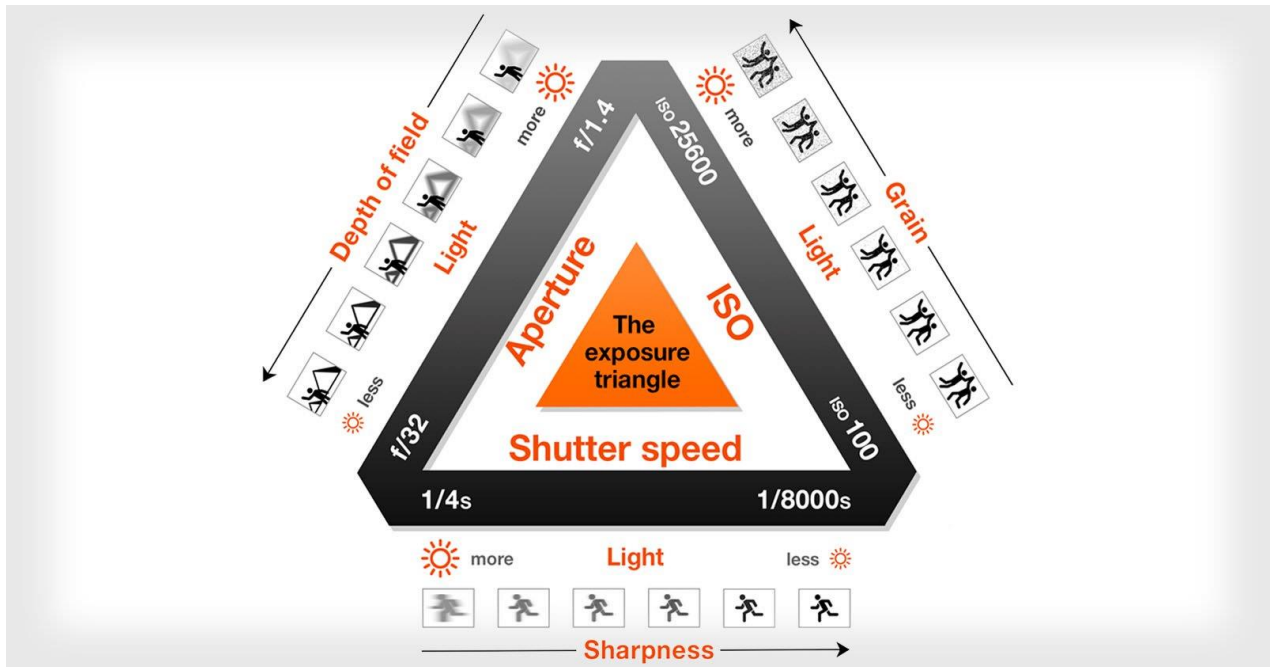 Depth of field
more
Light
less
f/1.4
Aperture
f/32
ISO 25600
ISO
ISO 100
more
Light
less
Grain
The
exposure
triangle
Shutter speed
1/4s
1/8000s
more
Light
less
Sharpness